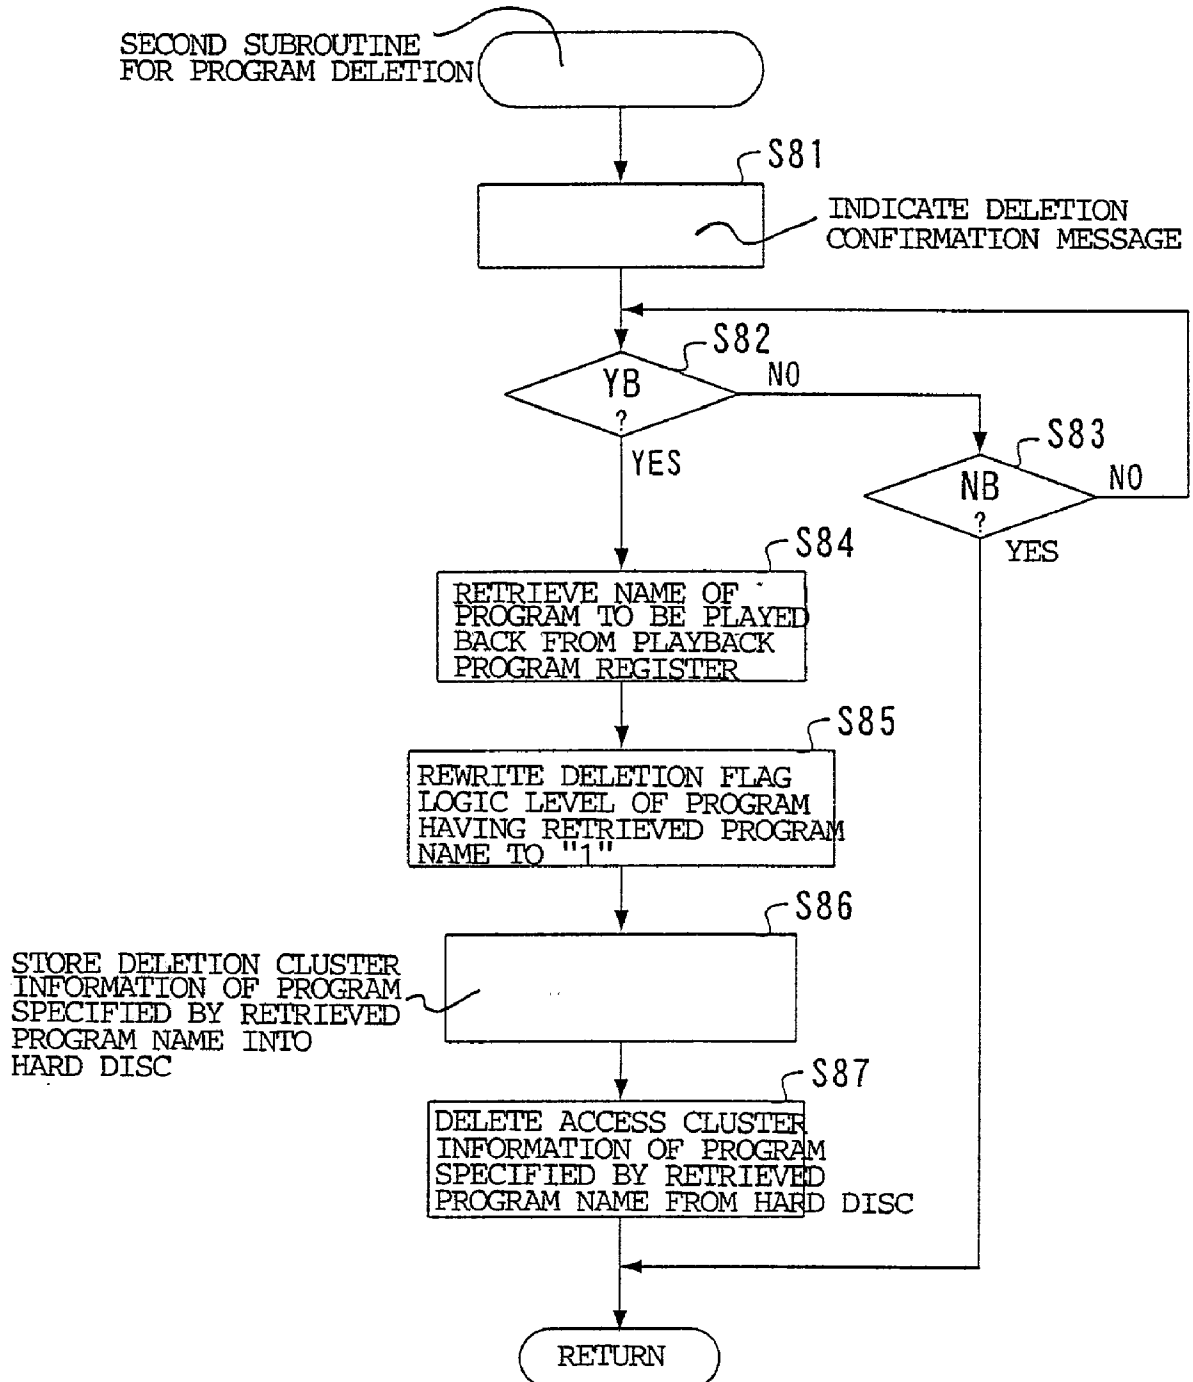 SECOND SUBROUTINE
FOR PROGRAM DELETION
S81
INDICATE DELETION
CONFIRMATION MESSAGE
S82
YB
?
NO
YES
S83
NB
?
NO
YES
S84
RETRIEVE NAME OF
PROGRAM TO BE PLAYED
BACK FROM PLAYBACK
PROGRAM REGISTER
S85
REWRITE DELETION FLAG
LOGIC LEVEL OF PROGRAM
HAVING RETRIEVED PROGRAM
NAME TO "1"
S86
STORE DELETION CLUSTER
INFORMATION OF PROGRAM
SPECIFIED BY RETRIEVED
PROGRAM NAME INTO
HARD DISC
S87
DELETE ACCESS CLUSTER
INFORMATION OF PROGRAM
SPECIFIED BY RETRIEVED
PROGRAM NAME FROM HARD DISC
RETURN